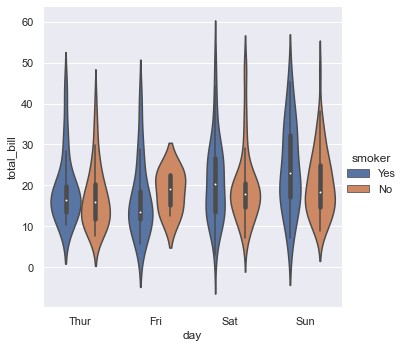 60
50
40
30
20
10
0
total_bill
Thur Fri Sat Sun
day
smoker
Yes
No